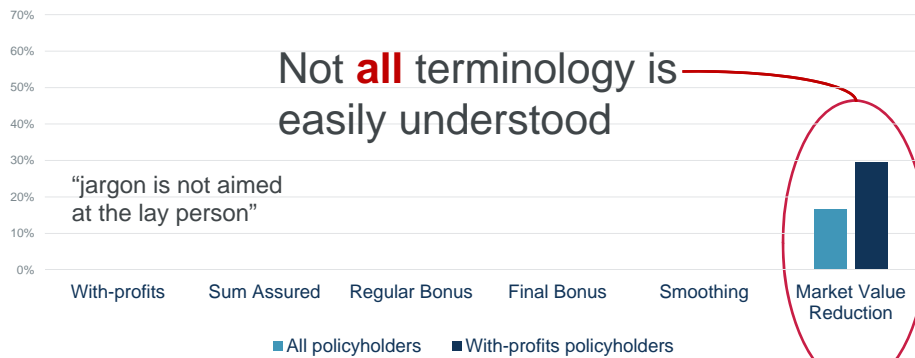 70%
60%
Not all terminology is
50%
easily understood
40%
30%
“jargon is not aimed
20%
at the lay person”
10%
0%
With-profits
Sum Assured
Regular Bonus
Final Bonus
Smoothing
Market Value
Reduction
All policyholders
With-profits policyholders